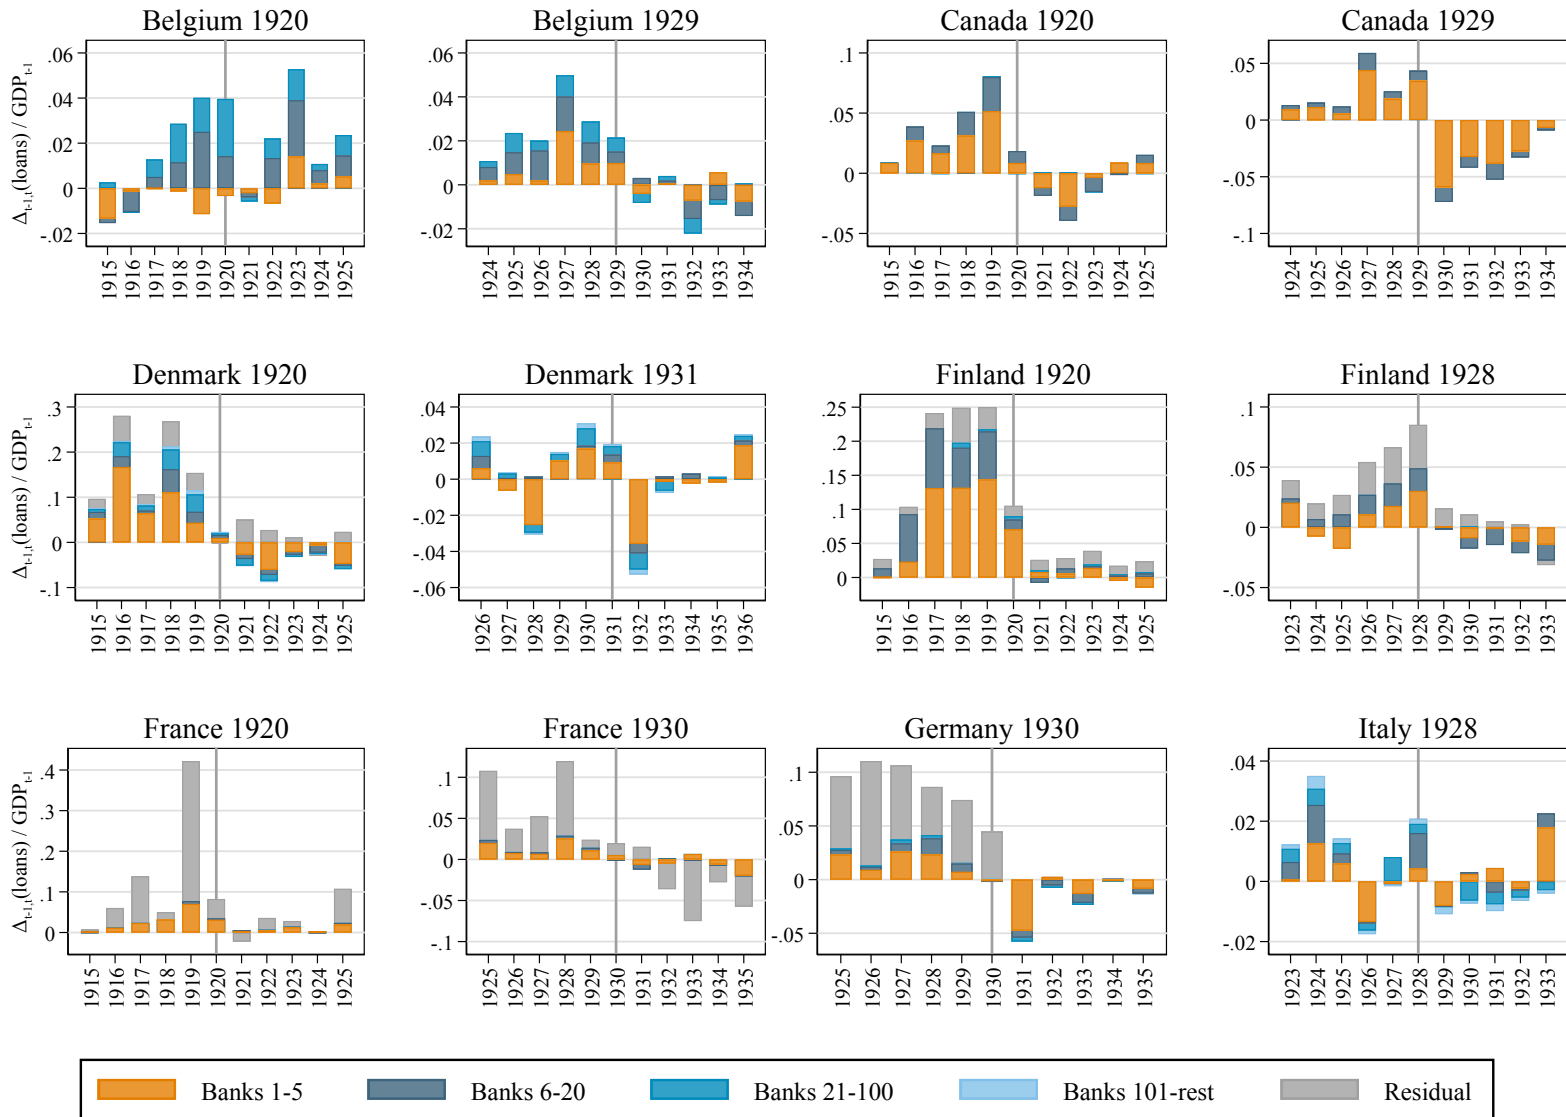 Belgium 1920
Belgium 1929
Canada 1920
Canada 1929
Δt-1,t(loans) / GDPt-1
.06
.04
.02
0
-.02
1915 1916 1917 1918 1919 1920 1921 1922 1923 1924 1925
.06
.04
.02
0
-.02
1924 1925 1926 1927 1928 1929 1930 1931 1932 1933 1934
.1
.05
0
-.05
1915 1916 1917 1918 1919 1920 1921 1922 1923 1924 1925
.05
0
-.05
-.1
1924 1925 1926 1927 1928 1929 1930 1931 1932 1933 1934
Denmark 1920
Denmark 1931
Finland 1920
Finland 1928
Δt-1,t(loans) / GDPt-1
.3
.2
.1
0
-.1
1915 1916 1917 1918 1919 1920 1921 1922 1923 1924 1925
.04
.02
0
-.02
-.04
-.06
1926 1927 1928 1929 1930 1931 1932 1933 1934 1935 1936
.25
.2
.15
.1
.05
0
1915 1916 1917 1918 1919 1920 1921 1922 1923 1924 1925
.1
.05
0
-.05
1923 1924 1925 1926 1927 1928 1929 1930 1931 1932 1933
France 1920
France 1930
Germany 1930
Italy 1928
Δt-1,t(loans) / GDPt-1
.4
.3
.2
.1
0
1915 1916 1917 1918 1919 1920 1921 1922 1923 1924 1925
.1
.05
0
-.05
-.1
1925 1926 1927 1928 1929 1930 1931 1932 1933 1934 1935
.1
.05
0
-.05
1925 1926 1927 1928 1929 1930 1931 1932 1933 1934 1935
.04
.02
0
-.02
1923 1924 1925 1926 1927 1928 1929 1930 1931 1932 1933
Banks 1-5 Banks 6-20 Banks 21-100 Banks 101-rest Residual